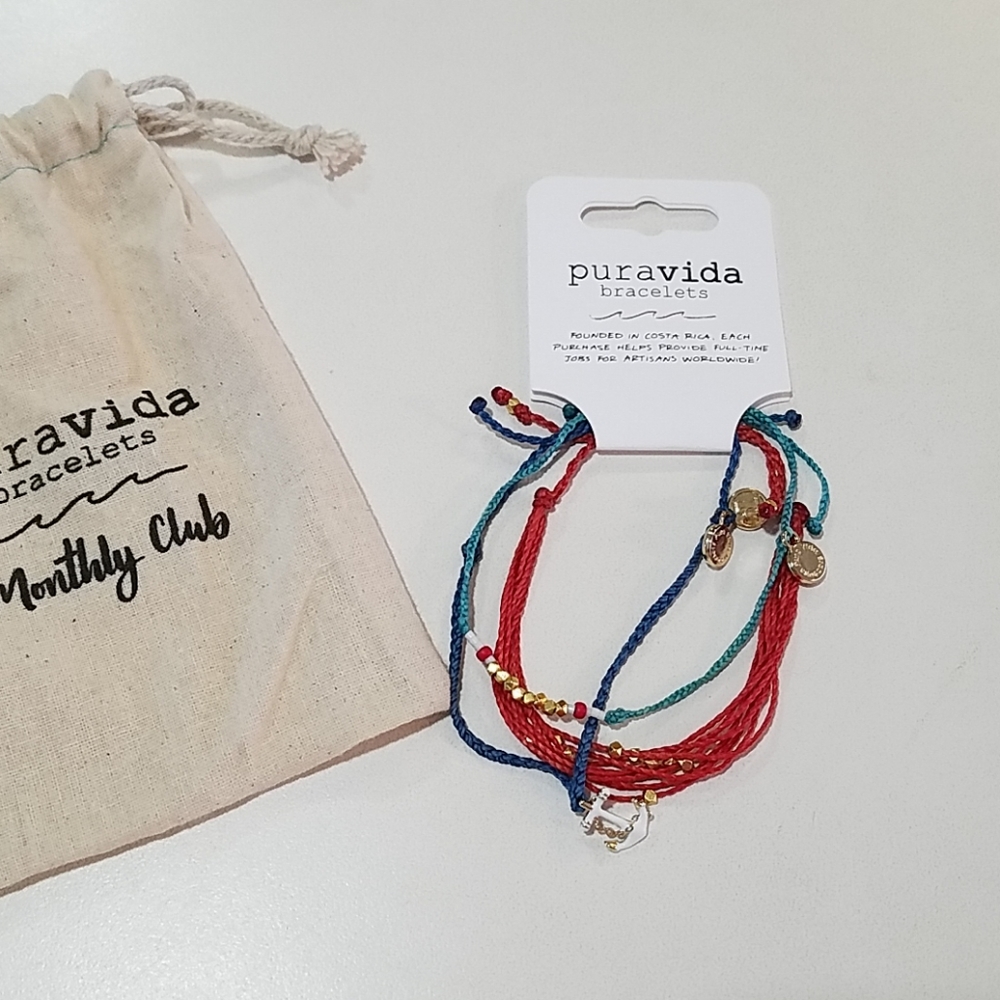 puravida
bracelets
FOUNDED IN COSTA RICA, EACH
PURCHASE HELPS PROVIDE FULL-TIME
JOBS FOR ARTISANS WORLDWIDE!
ravida
bracelets
Monthly Club